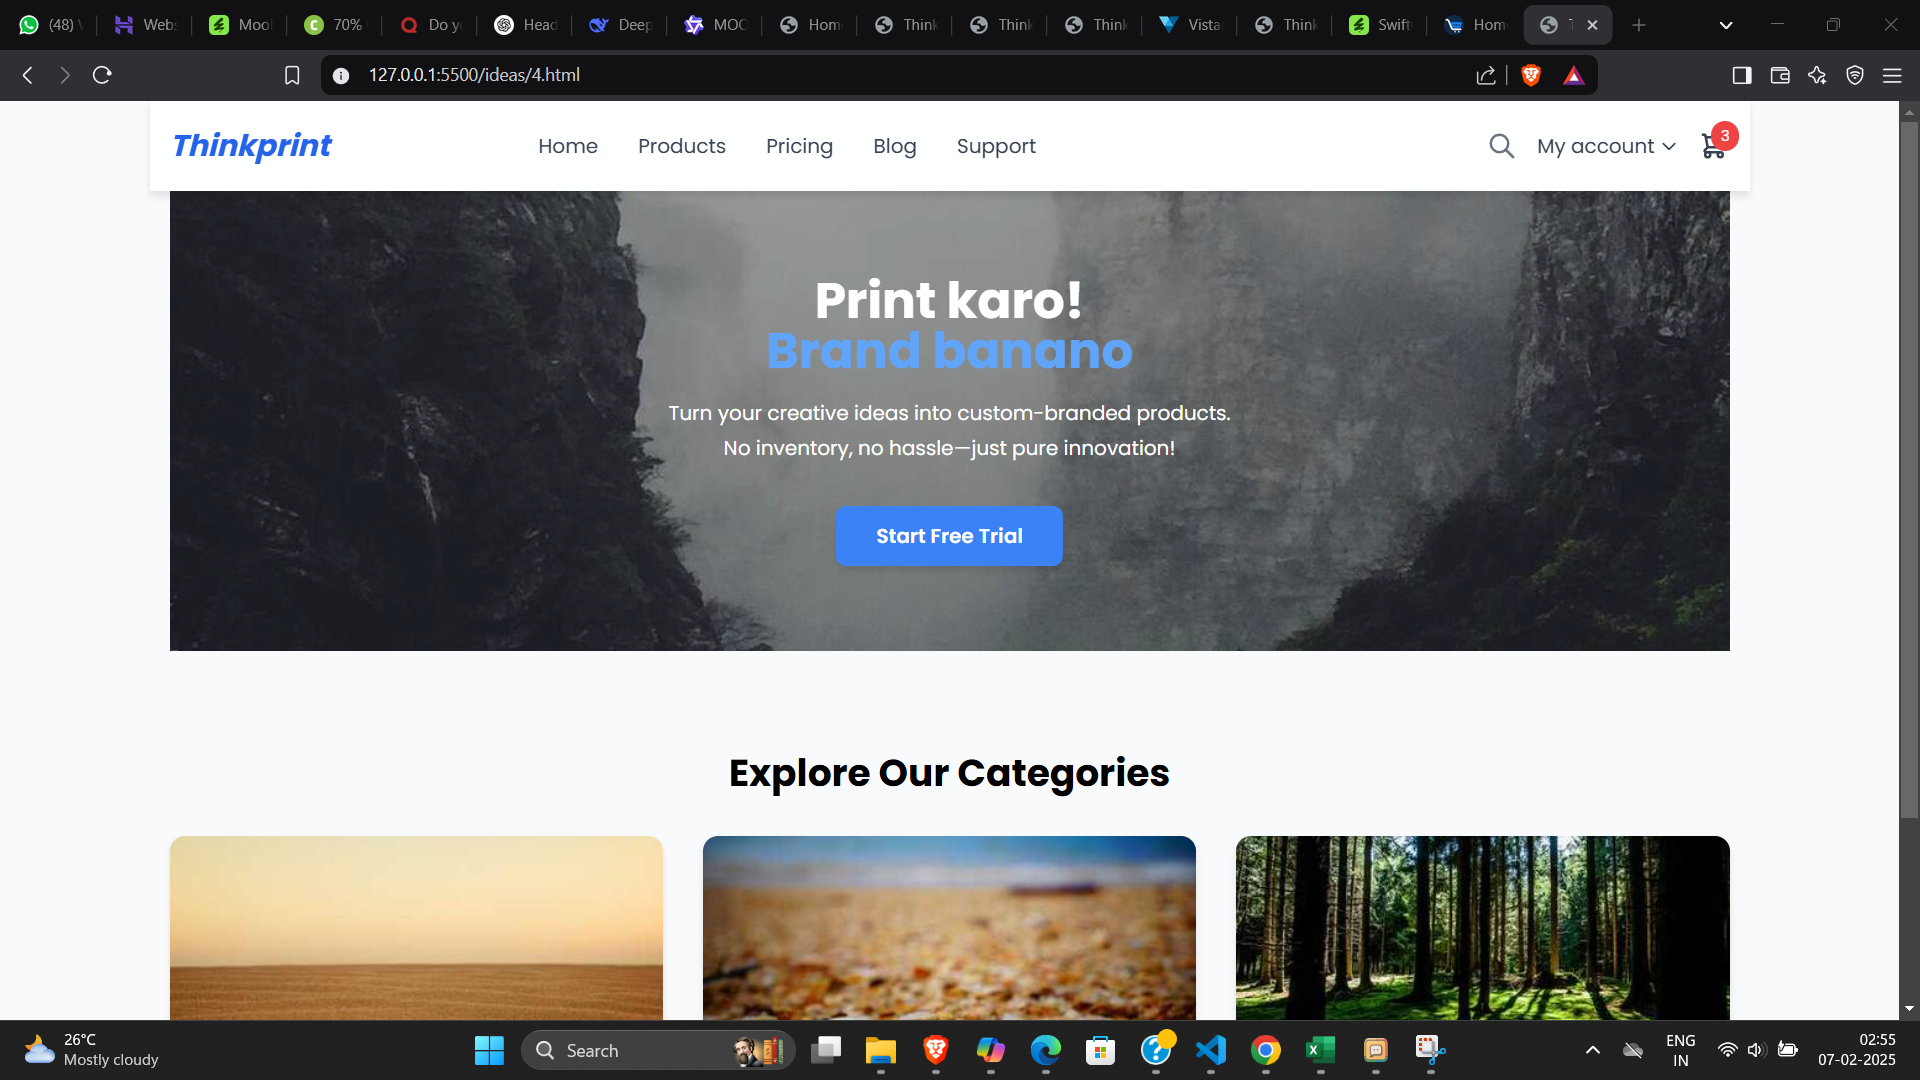 (48)
Webs
Mool
70%
Do y
Head
Deep
MOC
Hom
Think
Think
Think
Vista
Think
Swift
Hom
127.0.0.1:5500/ideas/4.html
Thinkprint
Home
Products
Pricing
Blog
Support
My account
3
Print karo!
Brand banano
Turn your creative ideas into custom-branded products.
No inventory, no hassle—just pure innovation!
Start Free Trial
Explore Our Categories
26°C
Mostly cloudy
Search
ENG
IN
02:55
07-02-2025